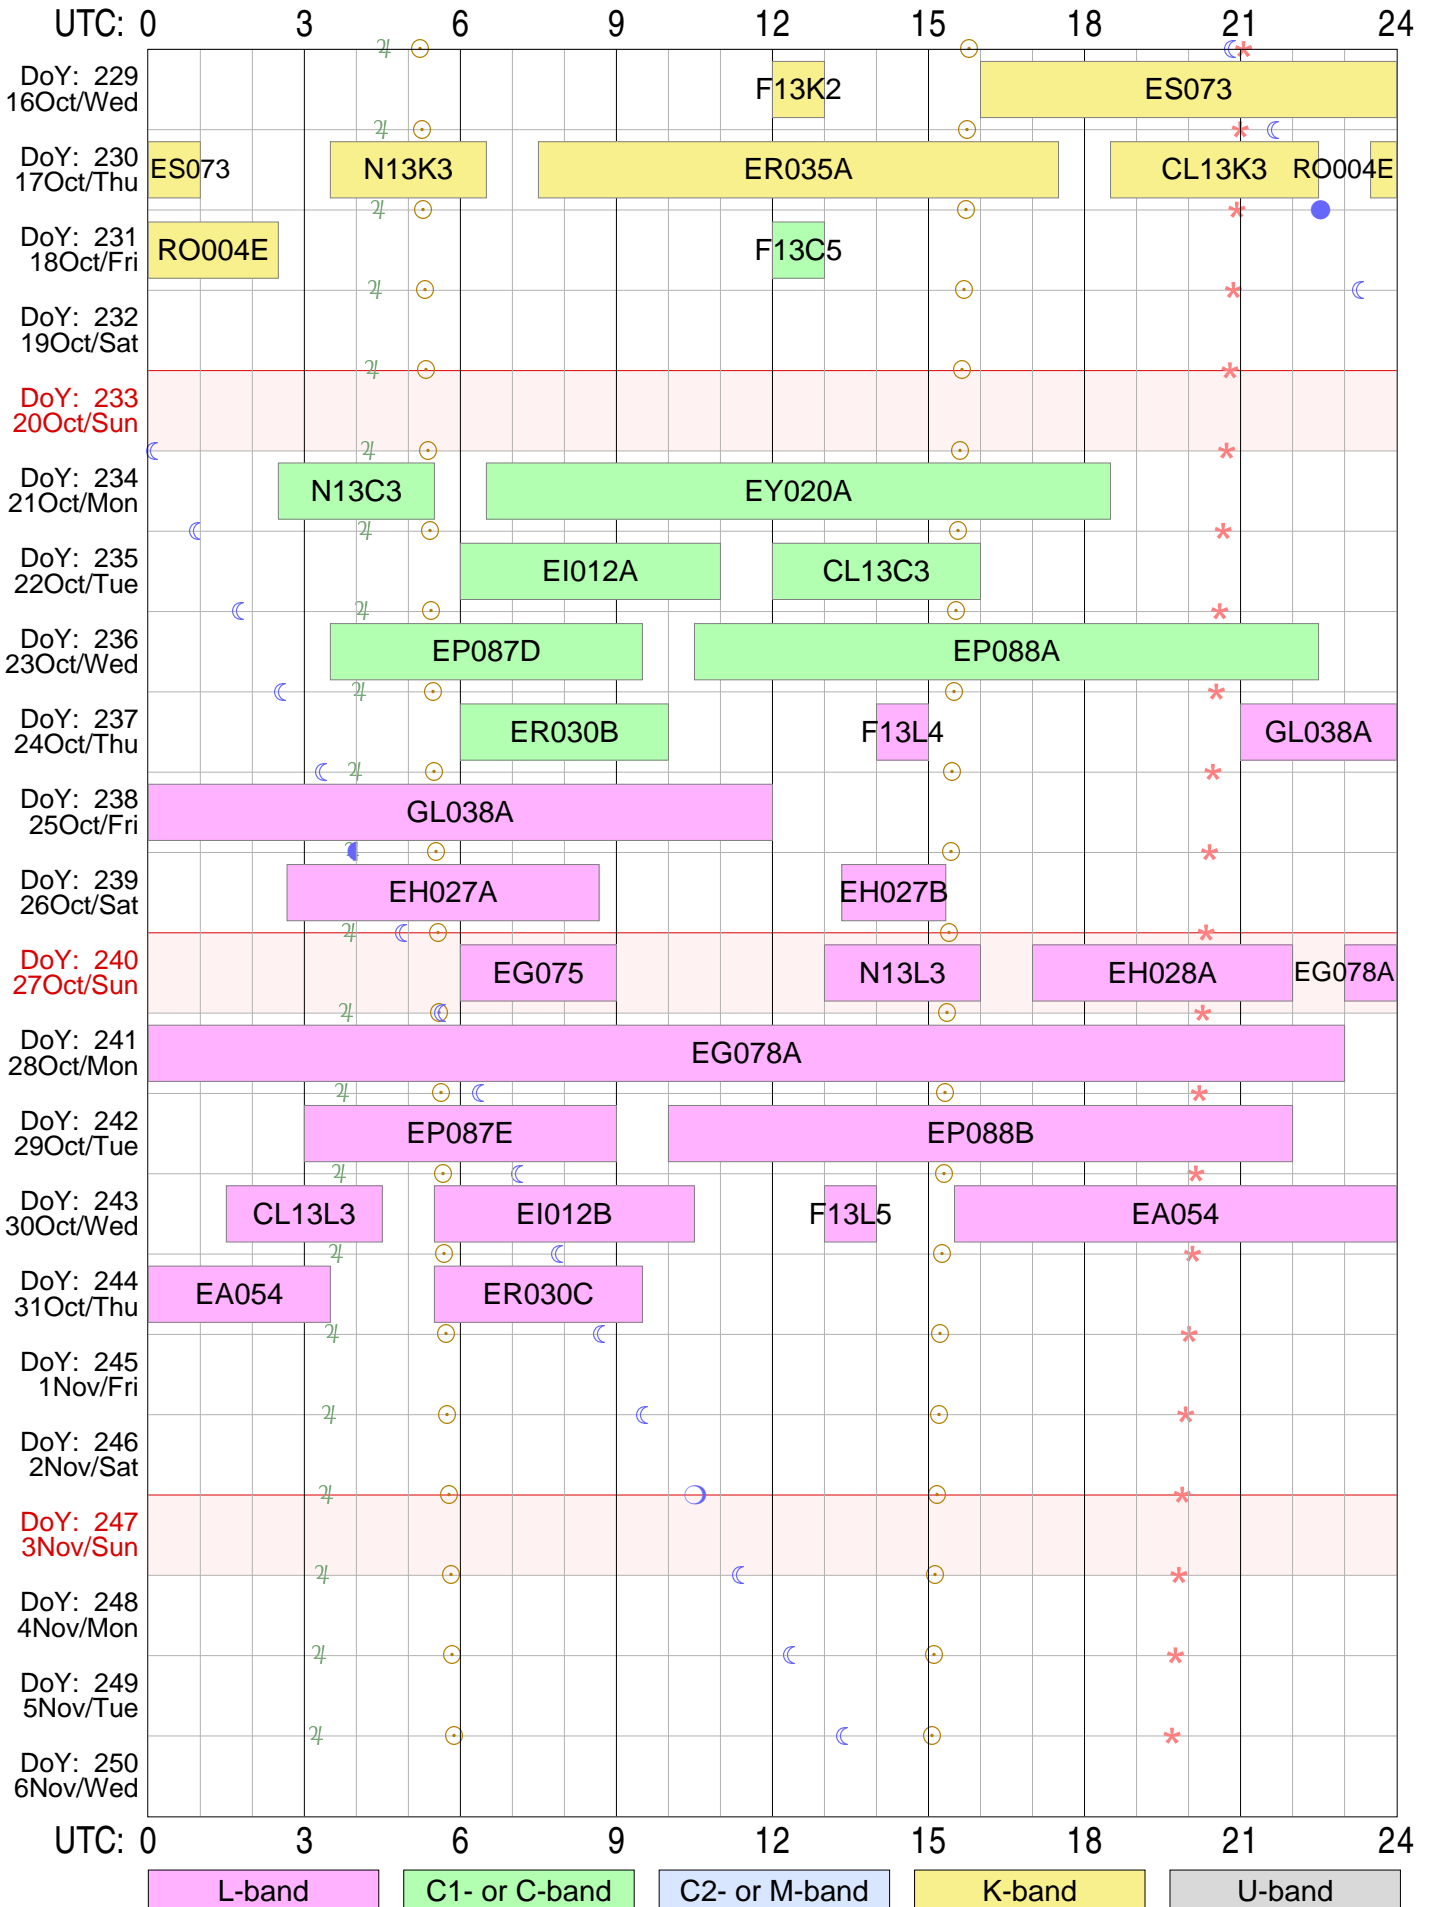 UTC: 0 3 6 9 12 15 18 21 24
DoY: 229
16Oct/Wed
F13K2 ES073
DoY: 230
17Oct/Thu
ES073 N13K3 ER035A CL13K3 RO004E
DoY: 231
18Oct/Fri
RO004E F13C5
DoY: 232
19Oct/Sat
DoY: 233
20Oct/Sun
DoY: 234
21Oct/Mon
N13C3 EY020A
DoY: 235
22Oct/Tue
EI012A CL13C3
DoY: 236
23Oct/Wed
EP087D EP088A
DoY: 237
24Oct/Thu
ER030B F13L4 GL038A
DoY: 238
25Oct/Fri
GL038A
DoY: 239
26Oct/Sat
EH027A EH027B
DoY: 240
27Oct/Sun
EG075 N13L3 EH028A EG078A
DoY: 241
28Oct/Mon
EG078A
DoY: 242
29Oct/Tue
EP087E EP088B
DoY: 243
30Oct/Wed
CL13L3 EI012B F13L5 EA054
DoY: 244
31Oct/Thu
EA054 ER030C
DoY: 245
1Nov/Fri
DoY: 246
2Nov/Sat
DoY: 247
3Nov/Sun
DoY: 248
4Nov/Mon
DoY: 249
5Nov/Tue
DoY: 250
6Nov/Wed
UTC: 0 3 6 9 12 15 18 21 24
L-band C1- or C-band C2- or M-band K-band U-band